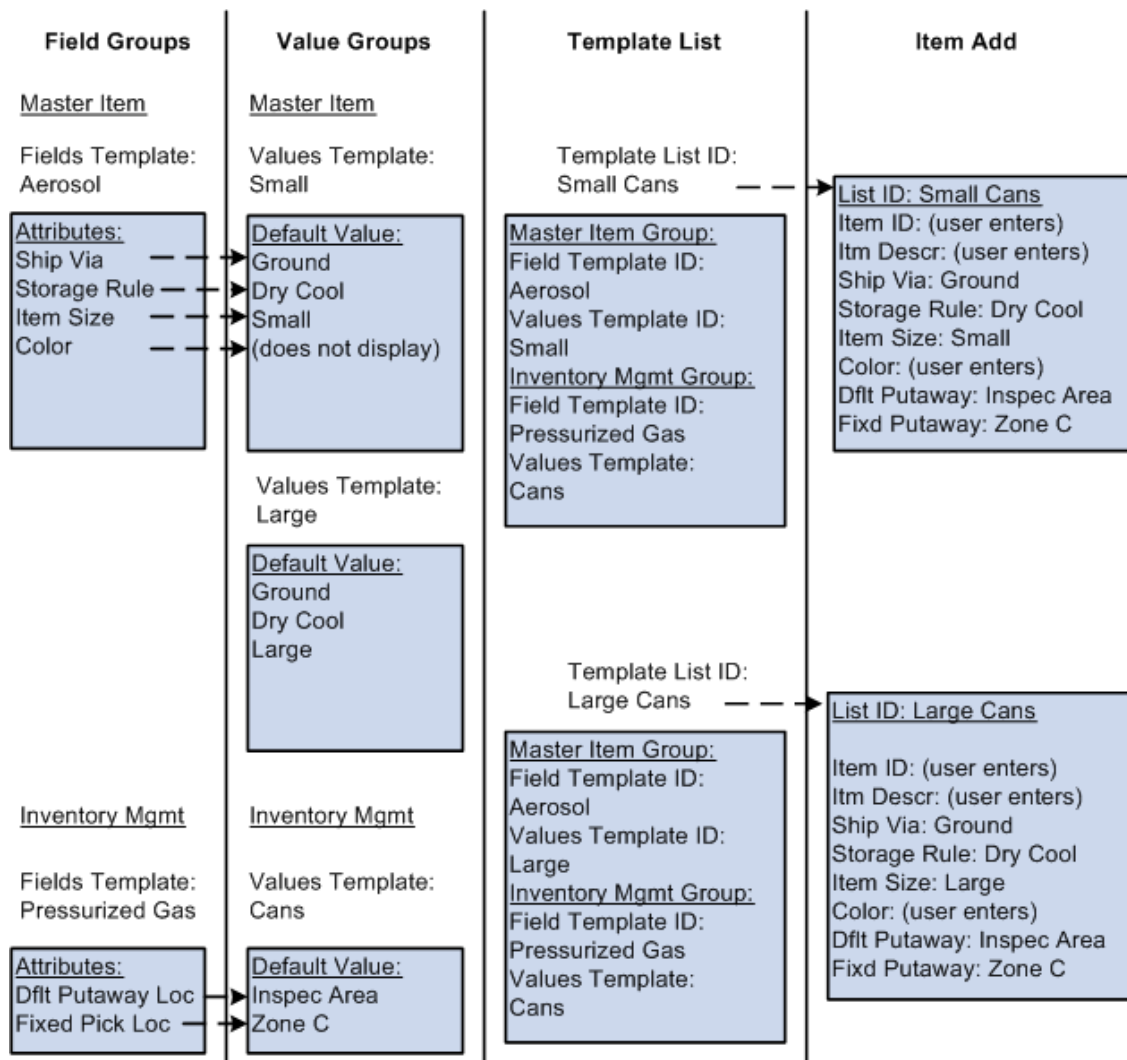 Field Groups
Value Groups
Template List
Item Add
Master Item
Fields Template:
Aerosol
Attributes:
Ship Via
Storage Rule
Item Size
Color
Inventory Mgmt
Fields Template:
Pressurized Gas
Attributes:
Dflt Putaway Loc
Fixed Pick Loc
Master Item
Values Template:
Small
Default Value:
Ground
Dry Cool
Small
(does not display)
Values Template:
Large
Default Value:
Ground
Dry Cool
Large
Inventory Mgmt
Values Template:
Cans
Default Value:
Inspec Area
Zone C
Template List ID:
Small Cans
Master Item Group:
Field Template ID:
Aerosol
Values Template ID:
Small
Inventory Mgmt Group:
Field Template ID:
Pressurized Gas
Values Template:
Cans
Template List ID:
Large Cans
Master Item Group:
Field Template ID:
Aerosol
Values Template ID:
Large
Inventory Mgmt Group:
Field Template ID:
Pressurized Gas
Values Template:
Cans
List ID: Small Cans
Item ID: (user enters)
Itm Descr: (user enters)
Ship Via: Ground
Storage Rule: Dry Cool
Item Size: Small
Color: (user enters)
Dflt Putaway: Inspec Area
Fixd Putaway: Zone C
List ID: Large Cans
Item ID: (user enters)
Itm Descr: (user enters)
Ship Via: Ground
Storage Rule: Dry Cool
Item Size: Large
Color: (user enters)
Dflt Putaway: Inspec Area
Fixd Putaway: Zone C